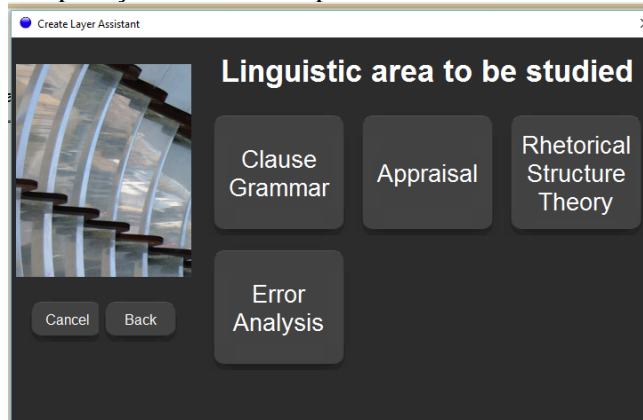 Create Layer Assistant
Linguistic area to be studied
Clause
Grammar
Appraisal
Rhetorical
Structure
Theory
Error
Analysis
Cancel
Back